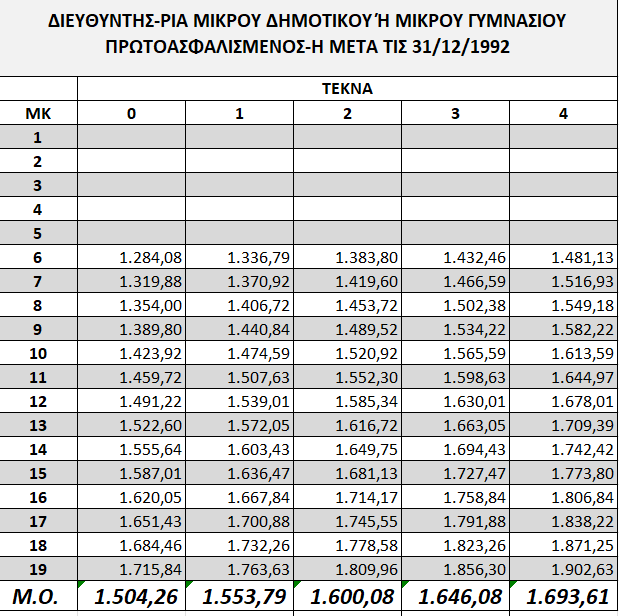 ΔΙΕΥΘΥΝΤΗΣ-ΡΙΑ ΜΙΚΡΟΥ ΔΗΜΟΤΙΚΟΥ Ή ΜΙΚΡΟΥ ΓΥΜΝΑΣΙΟΥ
ΠΡΩΤΟΑΣΦΑΛΙΣΜΕΝΟΣ-Η ΜΕΤΑ ΤΙΣ 31/12/1992
ΤΕΚΝΑ
ΜΚ 0 1 2 3 4
1
2
3
4
5
6 1.284,08 1.336,79 1.383,80 1.432,46 1.481,13
7 1.319,88 1.370,92 1.419,60 1.466,59 1.516,93
8 1.354,00 1.406,72 1.453,72 1.502,38 1.549,18
9 1.389,80 1.440,84 1.489,52 1.534,22 1.582,22
10 1.423,92 1.474,59 1.520,92 1.565,59 1.613,59
11 1.459,72 1.507,63 1.552,30 1.598,63 1.644,97
12 1.491,22 1.539,01 1.585,34 1.630,01 1.678,01
13 1.522,60 1.572,05 1.616,72 1.663,05 1.709,39
14 1.555,64 1.603,43 1.649,75 1.694,43 1.742,42
15 1.587,01 1.636,47 1.681,13 1.727,47 1.773,80
16 1.620,05 1.667,84 1.714,17 1.758,84 1.806,84
17 1.651,43 1.700,88 1.745,55 1.791,88 1.838,22
18 1.684,46 1.732,26 1.778,58 1.823,26 1.871,25
19 1.715,84 1.763,63 1.809,96 1.856,30 1.902,63
Μ.Ο. 1.504,26 1.553,79 1.600,08 1.646,08 1.693,61